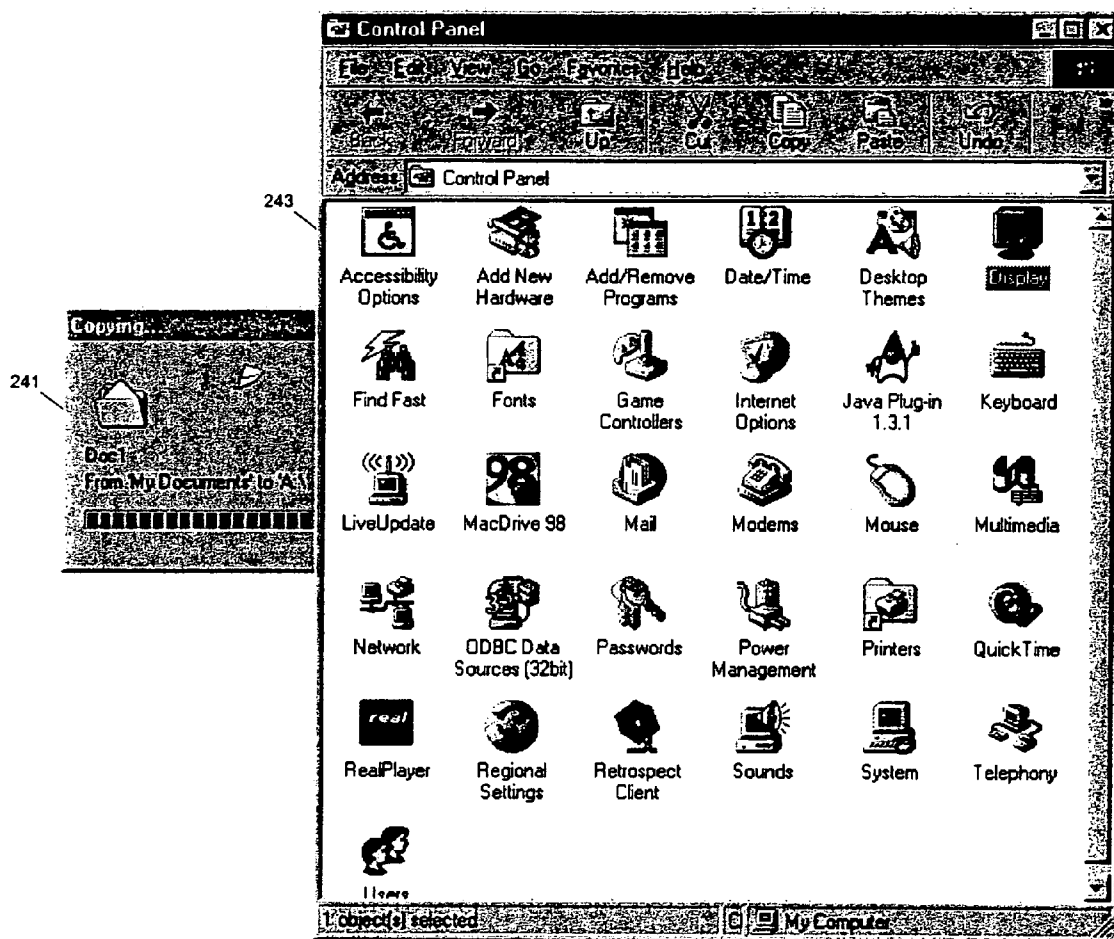 Control Panel
File Edit View Go Favorites Help
Back Forward Up Cut Copy Paste Undo
Address Control Panel
243
Accessibility Options
Add New Hardware
Add/Remove Programs
Date/Time
Desktop Themes
Display
Copying...
241
Doc1
From 'My Documents' to 'A:\
Find Fast
Fonts
Game Controllers
Internet Options
Java Plug-in 1.3.1
Keyboard
LiveUpdate
98
MacDrive 98
Mail
Modems
Mouse
Multimedia
Network
32
ODBC Data Sources (32bit)
Passwords
Power Management
Printers
QuickTime
real
RealPlayer
Regional Settings
Retrospect Client
Sounds
System
Telephony
Users
1 object(s) selected
My Computer